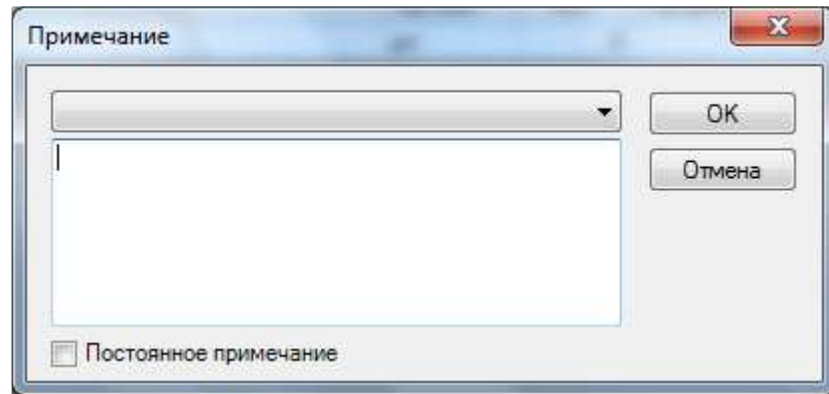 Примечание
OK
Отмена
Постоянное примечание